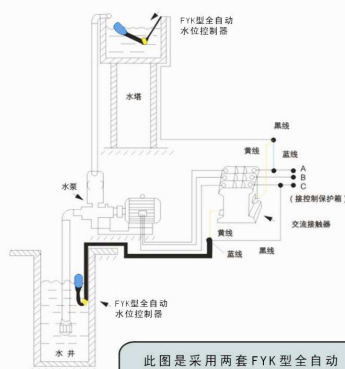 FYK型全自动
水位控制器
水塔
黑线
黄线
蓝线
A
B
C
(接控制保护箱)
水泵
交流接触器
黄线
黑线
蓝线
FYK型全自动
水位控制器
水井
此图是采用两套FYK型全自动